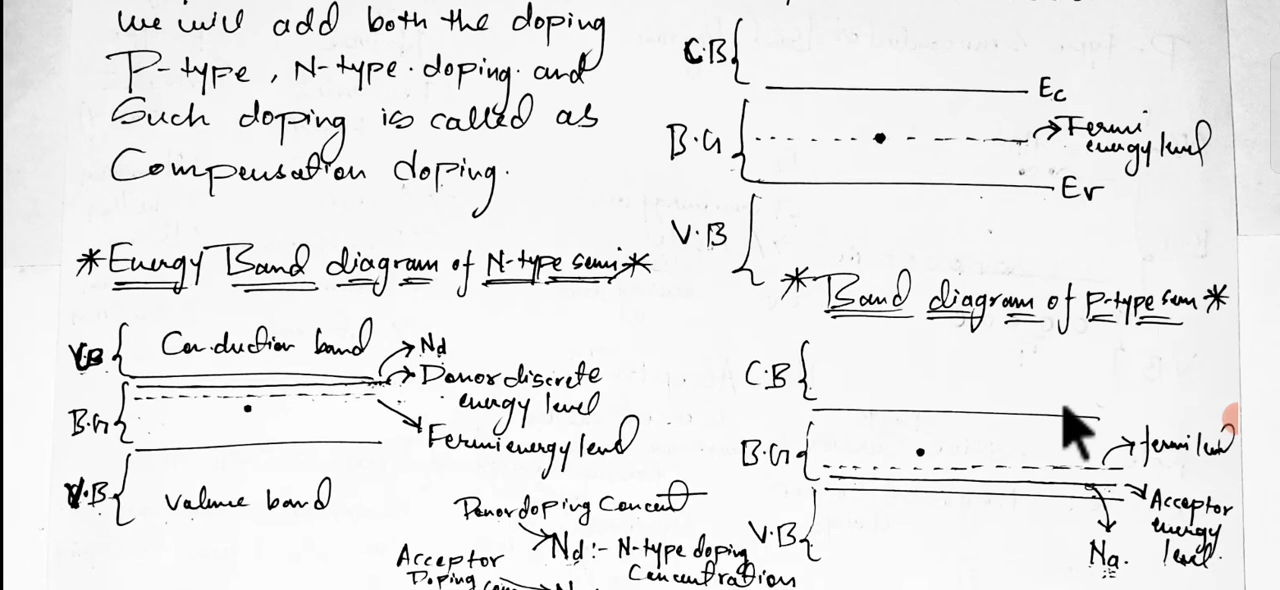 we will add both the doping
P-type, N-type doping. and
Such doping is called as
Compensation doping.
C.B
Ec
B.G
Fermi
energy level
Ev
V.B
*Energy Band diagram of N-type semi*
Conduction band
Nd
Donor discrete
energy level
B.G
Fermi energy level
V.B
Valence band
Donor doping Concent
Nd :- N-type doping
Concentration
Acceptor
Doping
*Band diagram of P-type sem*
C.B
B.G
fermi level
Acceptor
energy
level.
V.B
Na.